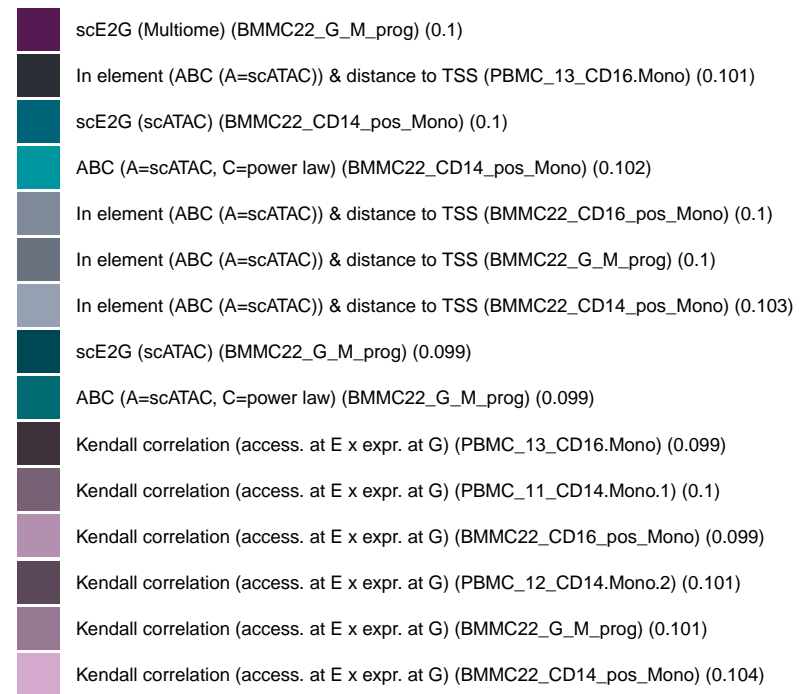 scE2G (Multiome) (BMMC22_G_M_prog) (0.1)
In element (ABC (A=scATAC)) & distance to TSS (PBMC_13_CD16.Mono) (0.101)
scE2G (scATAC) (BMMC22_CD14_pos_Mono) (0.1)
ABC (A=scATAC, C=power law) (BMMC22_CD14_pos_Mono) (0.102)
In element (ABC (A=scATAC)) & distance to TSS (BMMC22_CD16_pos_Mono) (0.1)
In element (ABC (A=scATAC)) & distance to TSS (BMMC22_G_M_prog) (0.1)
In element (ABC (A=scATAC)) & distance to TSS (BMMC22_CD14_pos_Mono) (0.103)
scE2G (scATAC) (BMMC22_G_M_prog) (0.099)
ABC (A=scATAC, C=power law) (BMMC22_G_M_prog) (0.099)
Kendall correlation (access. at E x expr. at G) (PBMC_13_CD16.Mono) (0.099)
Kendall correlation (access. at E x expr. at G) (PBMC_11_CD14.Mono.1) (0.1)
Kendall correlation (access. at E x expr. at G) (BMMC22_CD16_pos_Mono) (0.099)
Kendall correlation (access. at E x expr. at G) (PBMC_12_CD14.Mono.2) (0.101)
Kendall correlation (access. at E x expr. at G) (BMMC22_G_M_prog) (0.101)
Kendall correlation (access. at E x expr. at G) (BMMC22_CD14_pos_Mono) (0.104)